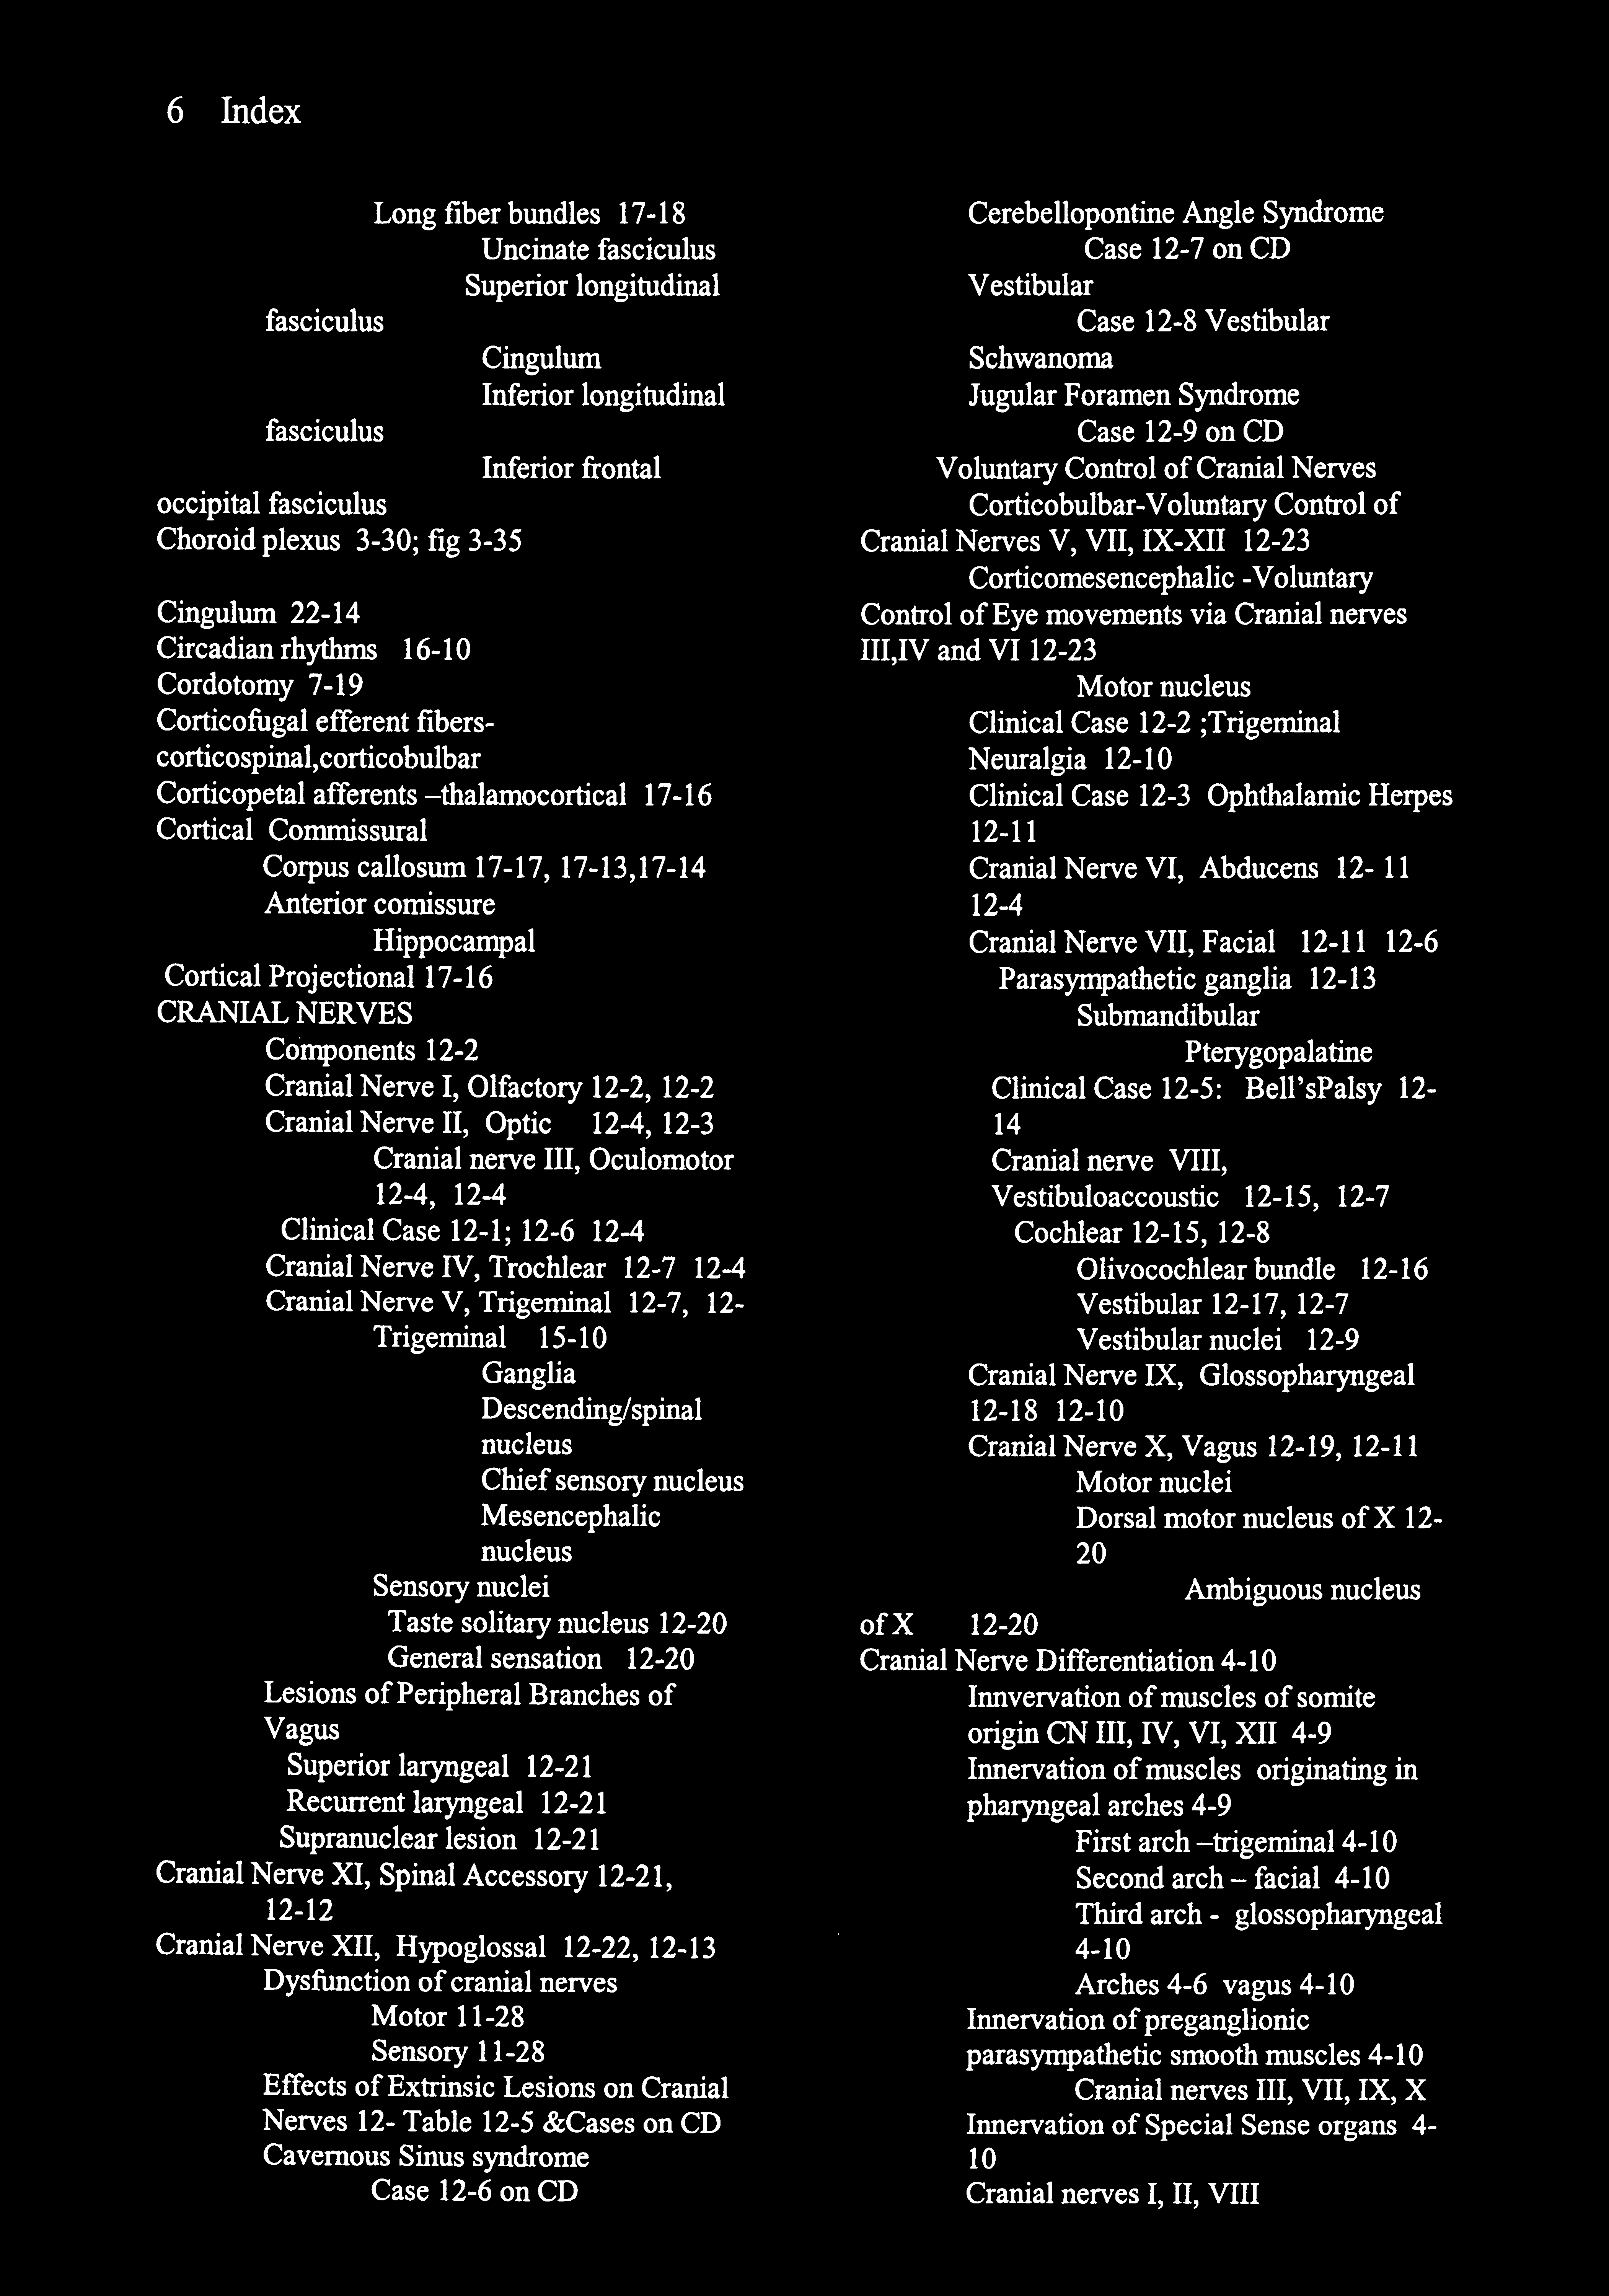 6 Index
Long fiber bundles 17-18
Uncinate fasciculus
Superior longitudinal
fasciculus
Cingulum
Inferior longitudinal
fasciculus
Inferior frontal
occipital fasciculus
Choroid plexus 3-30; fig 3-35
Cingulum 22-14
Circadian rhythms 16-10
Cordotomy 7-19
Corticofugal efferent fibers-
corticospinal,corticobulbar
Corticopetal afferents –thalamocortical 17-16
Cortical Commissural
Corpus callosum 17-17, 17-13,17-14
Anterior comissure
Hippocampal
Cortical Projectional 17-16
CRANIAL NERVES
Components 12-2
Cranial Nerve I, Olfactory 12-2, 12-2
Cranial Nerve II, Optic 12-4, 12-3
Cranial nerve III, Oculomotor
12-4, 12-4
Clinical Case 12-1; 12-6 12-4
Cranial Nerve IV, Trochlear 12-7 12-4
Cranial Nerve V, Trigeminal 12-7, 12-
Trigeminal 15-10
Ganglia
Descending/spinal
nucleus
Chief sensory nucleus
Mesencephalic
nucleus
Sensory nuclei
Taste solitary nucleus 12-20
General sensation 12-20
Lesions of Peripheral Branches of
Vagus
Superior laryngeal 12-21
Recurrent laryngeal 12-21
Supranuclear lesion 12-21
Cranial Nerve XI, Spinal Accessory 12-21,
12-12
Cranial Nerve XII, Hypoglossal 12-22, 12-13
Dysfunction of cranial nerves
Motor 11-28
Sensory 11-28
Effects of Extrinsic Lesions on Cranial
Nerves 12- Table 12-5 &Cases on CD
Cavernous Sinus syndrome
Case 12-6 on CD
Cerebellopontine Angle Syndrome
Case 12-7 on CD
Vestibular
Case 12-8 Vestibular
Schwanoma
Jugular Foramen Syndrome
Case 12-9 on CD
Voluntary Control of Cranial Nerves
Corticobulbar-Voluntary Control of
Cranial Nerves V, VII, IX-XII 12-23
Corticomesencephalic -Voluntary
Control of Eye movements via Cranial nerves
III,IV and VI 12-23
Motor nucleus
Clinical Case 12-2 ;Trigeminal
Neuralgia 12-10
Clinical Case 12-3 Ophthalamic Herpes
12-11
Cranial Nerve VI, Abducens 12- 11
12-4
Cranial Nerve VII, Facial 12-11 12-6
Parasympathetic ganglia 12-13
Submandibular
Pterygopalatine
Clinical Case 12-5: Bell’sPalsy 12-
14
Cranial nerve VIII,
Vestibuloaccoustic 12-15, 12-7
Cochlear 12-15, 12-8
Olivocochlear bundle 12-16
Vestibular 12-17, 12-7
Vestibular nuclei 12-9
Cranial Nerve IX, Glossopharyngeal
12-18 12-10
Cranial Nerve X, Vagus 12-19, 12-11
Motor nuclei
Dorsal motor nucleus of X 12-
20
Ambiguous nucleus
of X 12-20
Cranial Nerve Differentiation 4-10
Innvervation of muscles of somite
origin CN III, IV, VI, XII 4-9
Innervation of muscles originating in
pharyngeal arches 4-9
First arch –trigeminal 4-10
Second arch – facial 4-10
Third arch - glossopharyngeal
4-10
Arches 4-6 vagus 4-10
Innervation of preganglionic
parasympathetic smooth muscles 4-10
Cranial nerves III, VII, IX, X
Innervation of Special Sense organs 4-
10
Cranial nerves I, II, VIII